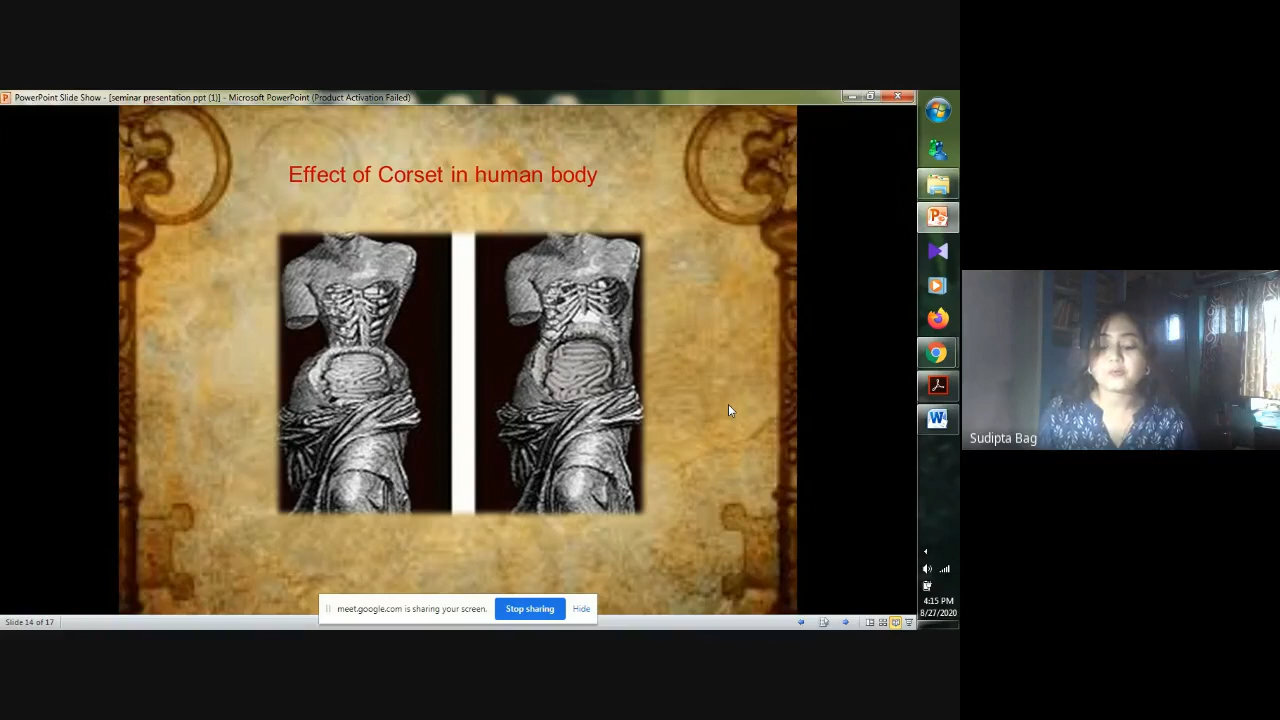 PowerPoint Slide Show - [seminar presentation ppt (1)] - Microsoft PowerPoint (Product Activation Failed)
Effect of Corset in human body
Sudipta Bag
meet.google.com is sharing your screen.
Stop sharing
Hide
4:15 PM
8/27/2020
Slide 14 of 17